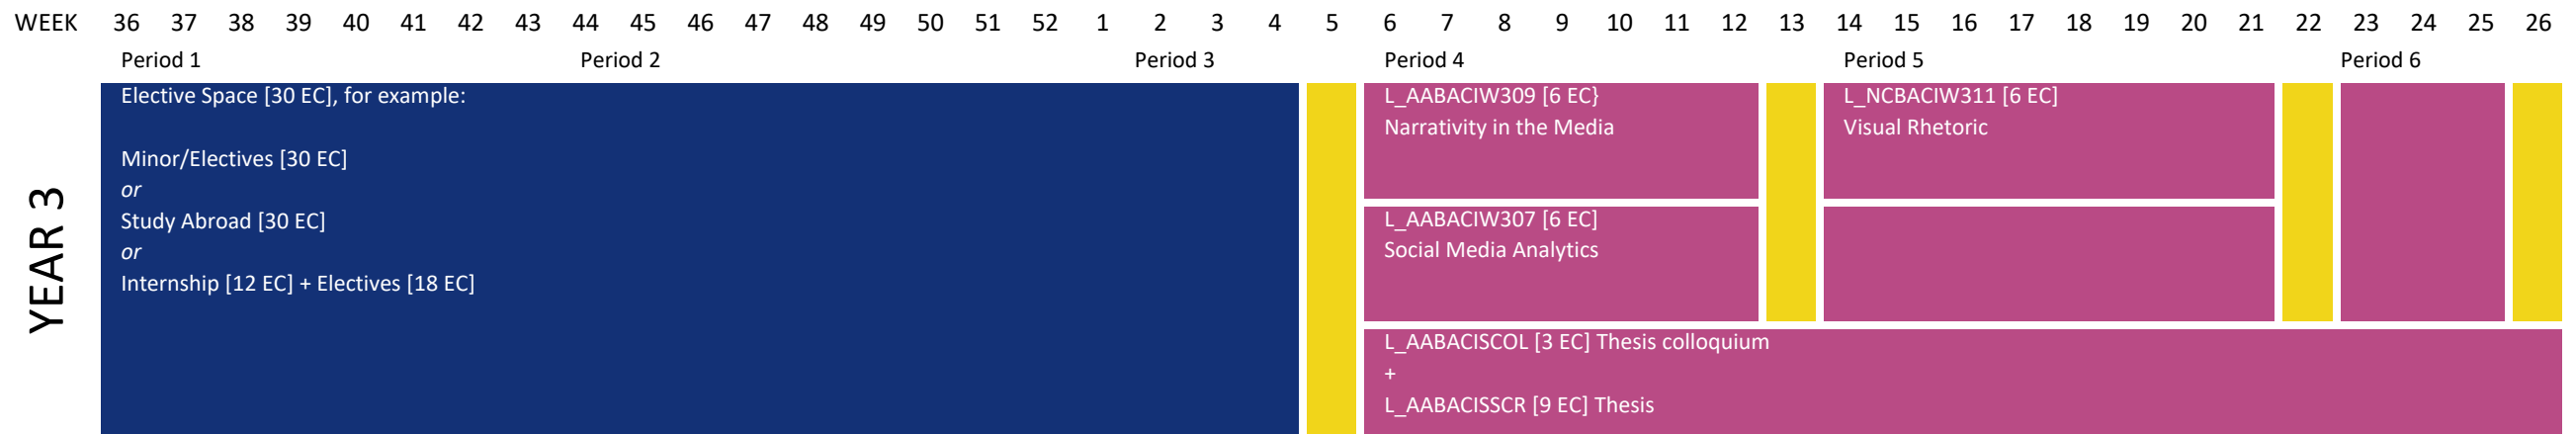 WEEK 36 37 38 39 40 41 42 43 44 45 46 47 48 49 50 51 52 1 2 3 4 5 6 7 8 9 10 11 12 13 14 15 16 17 18 19 20 21 22 23 24 25 26
Period 1 Period 2 Period 3 Period 4 Period 5 Period 6
YEAR 3
Elective Space [30 EC], for example:
Minor/Electives [30 EC]
or
Study Abroad [30 EC]
or
Internship [12 EC] + Electives [18 EC]
L_AABACIW309 [6 EC}
Narrativity in the Media
L_NCBACIW311 [6 EC]
Visual Rhetoric
L_AABACIW307 [6 EC]
Social Media Analytics
L_AABACISCOL [3 EC] Thesis colloquium
+
L_AABACISSCR [9 EC] Thesis